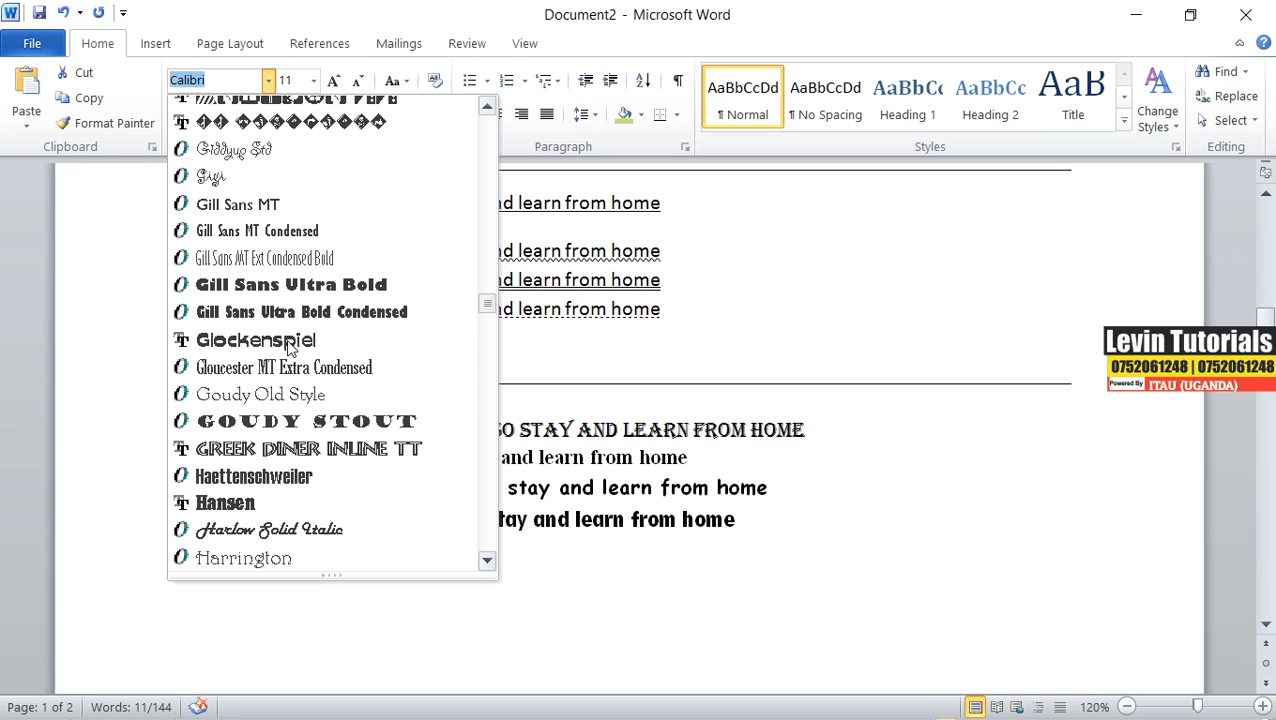 Document2 - Microsoft Word
File Home Insert Page Layout References Mailings Review View
Cut
Copy
Format Painter
Paste
Clipboard
Calibri 11 Aa
Paragraph
AaBbCcDd AaBbCcDd AaBbCc AaBbCc AaB
¶ Normal ¶ No Spacing Heading 1 Heading 2 Title
Change Styles
Styles
Find
Replace
Select
Editing
Giddyup Std
Gigi
Gill Sans MT
Gill Sans MT Condensed
Gill Sans MT Ext Condensed Bold
Gill Sans Ultra Bold
Gill Sans Ultra Bold Condensed
Glockenspiel
Gloucester MT Extra Condensed
Goudy Old Style
GOUDY STOUT
GREEK DINER INLINE TT
Haettenschweiler
Hansen
Harlow Solid Italic
Harrington
nd learn from home
nd learn from home
nd learn from home
nd learn from home
SO STAY AND LEARN FROM HOME
and learn from home
stay and learn from home
tay and learn from home
Levin Tutorials
0752061248 | 0752061248
Powered By ITAU (UGANDA)
Page: 1 of 2 Words: 11/144 120%